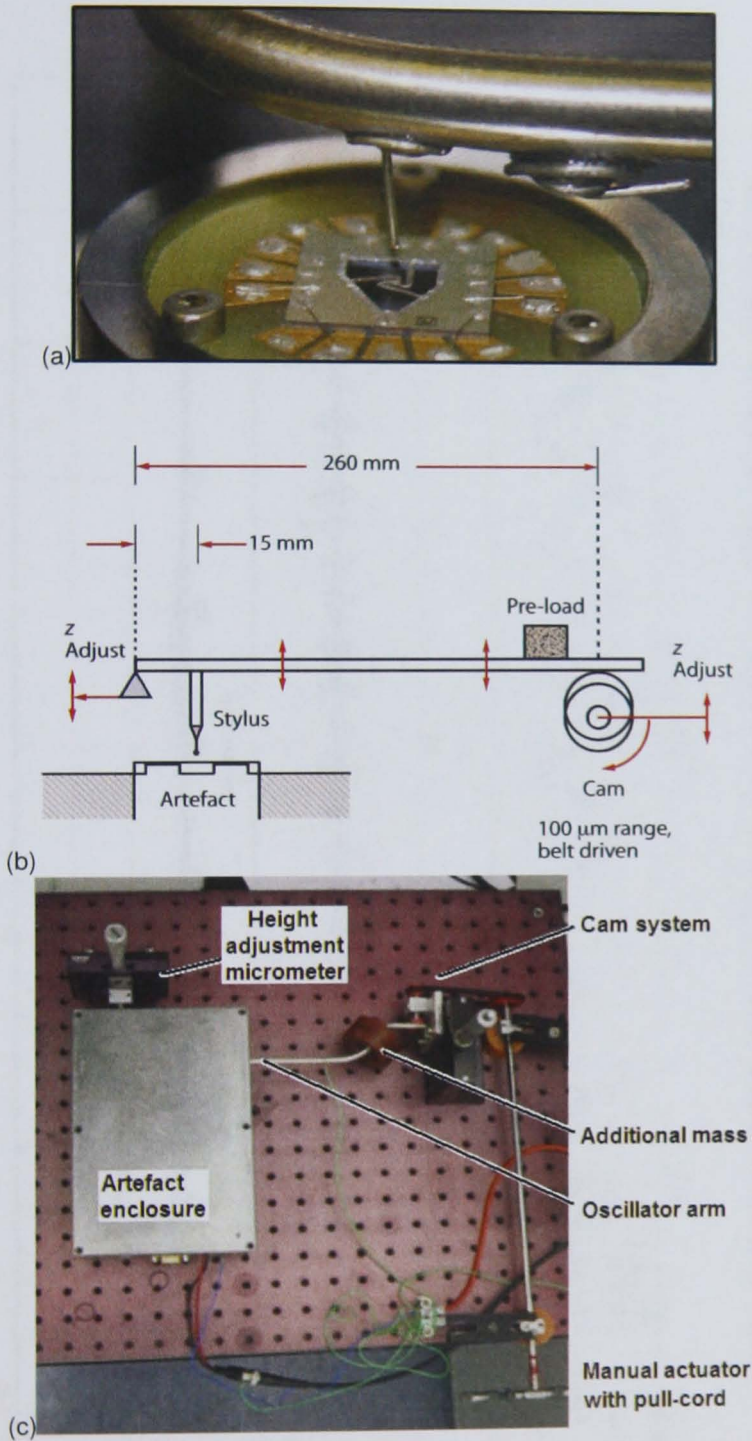 (a)
260 mm
15 mm
Pre-load
z
Adjust
z
Adjust
Stylus
Cam
Artefact
100 μm range,
belt driven
(b)
Height
adjustment
micrometer
Cam system
Additional mass
Artefact
enclosure
Oscillator arm
Manual actuator
with pull-cord
(c)